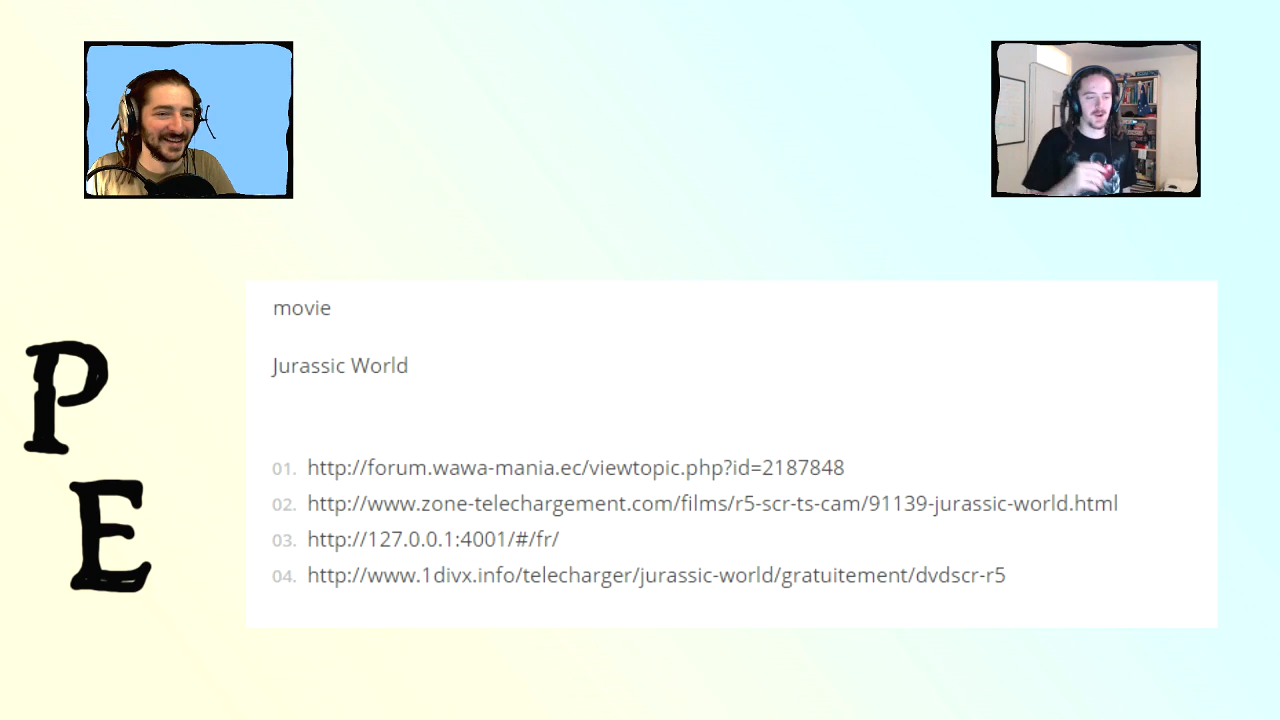 movie
Jurassic World
01. http://forum.wawa-mania.ec/viewtopic.php?id=2187848
02. http://www.zone-telechargement.com/films/r5-scr-ts-cam/91139-jurassic-world.html
03. http://127.0.0.1:4001/#/fr/
04. http://www.1divx.info/telecharger/jurassic-world/gratuitement/dvdscr-r5
P
E